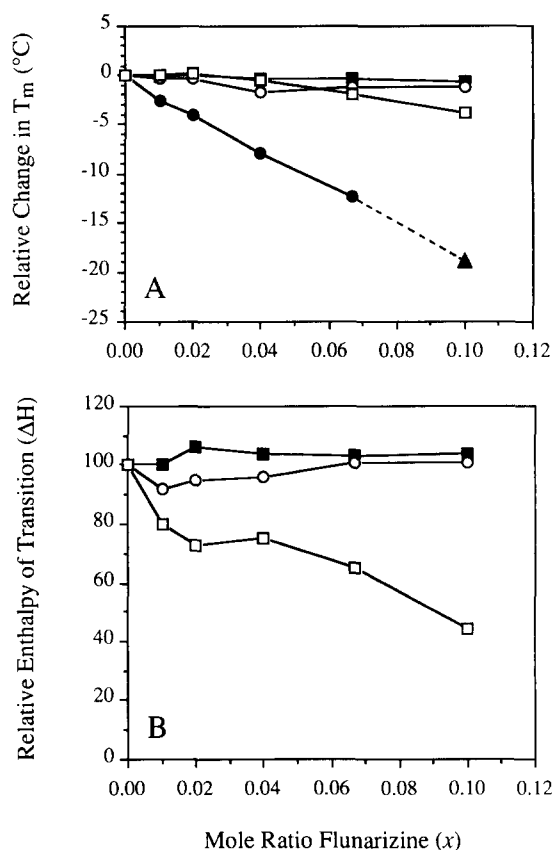 Relative Change in Tm (°C)
5
0
-5
-10
-15
-20
-25
A
0.00 0.02 0.04 0.06 0.08 0.10 0.12
Relative Enthalpy of Transition (ΔH)
120
100
80
60
40
20
0
B
0.00 0.02 0.04 0.06 0.08 0.10 0.12
Mole Ratio Flunarizine (x)